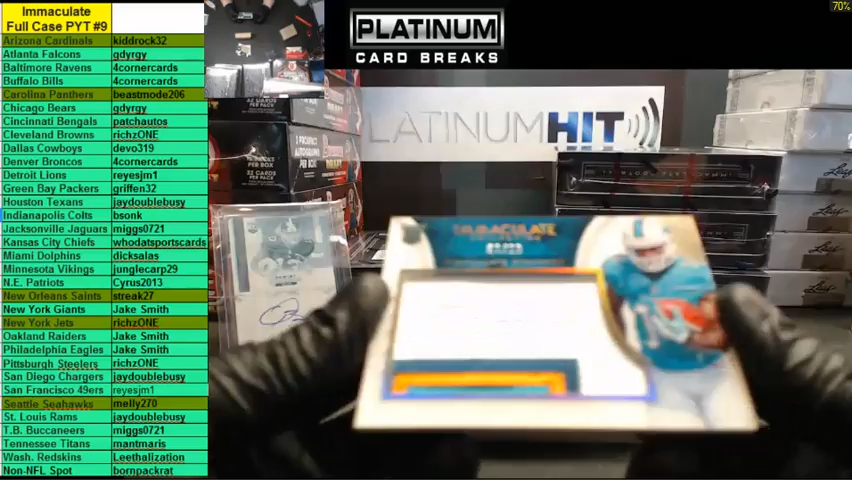 Immaculate
Full Case PYT #9
Arizona Cardinals kiddrock32
Atlanta Falcons gdyrgy
Baltimore Ravens 4cornercards
Buffalo Bills 4cornercards
Carolina Panthers beastmode206
Chicago Bears gdyrgy
Cincinnati Bengals patchautos
Cleveland Browns richzONE
Dallas Cowboys devo319
Denver Broncos 4cornercards
Detroit Lions reyesjm1
Green Bay Packers griffen32
Houston Texans jaydoublebusy
Indianapolis Colts bsonk
Jacksonville Jaguars miggs0721
Kansas City Chiefs whodatsportscards
Miami Dolphins dicksalas
Minnesota Vikings junglecarp29
N.E. Patriots Cyrus2013
New Orleans Saints streak27
New York Giants Jake Smith
New York Jets richzONE
Oakland Raiders Jake Smith
Philadelphia Eagles Jake Smith
Pittsburgh Steelers richzONE
San Diego Chargers jaydoublebusy
San Francisco 49ers reyesjm1
Seattle Seahawks melly270
St. Louis Rams jaydoublebusy
T.B. Buccaneers miggs0721
Tennessee Titans mantmaris
Wash. Redskins Leethalization
Non-NFL Spot bornpackrat
PLATINUM
CARD BREAKS
70%
LATINUMHIT
IMMACULATE
Leaf
Leaf
Leaf